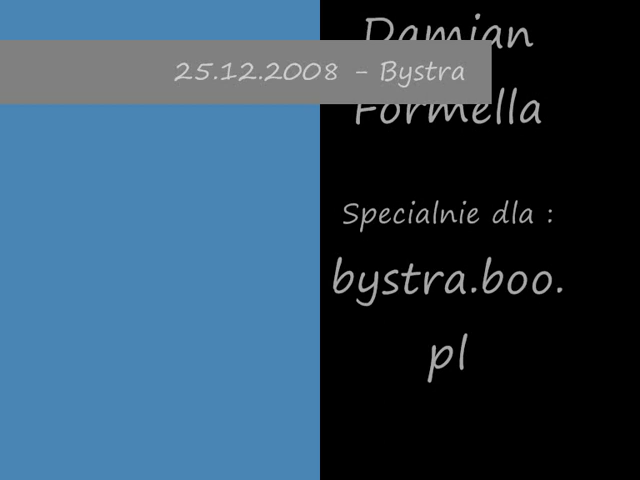 Damian
25.12.2008 - Bystra
Formella
Specialnie dla :
bystra.boo.
pl